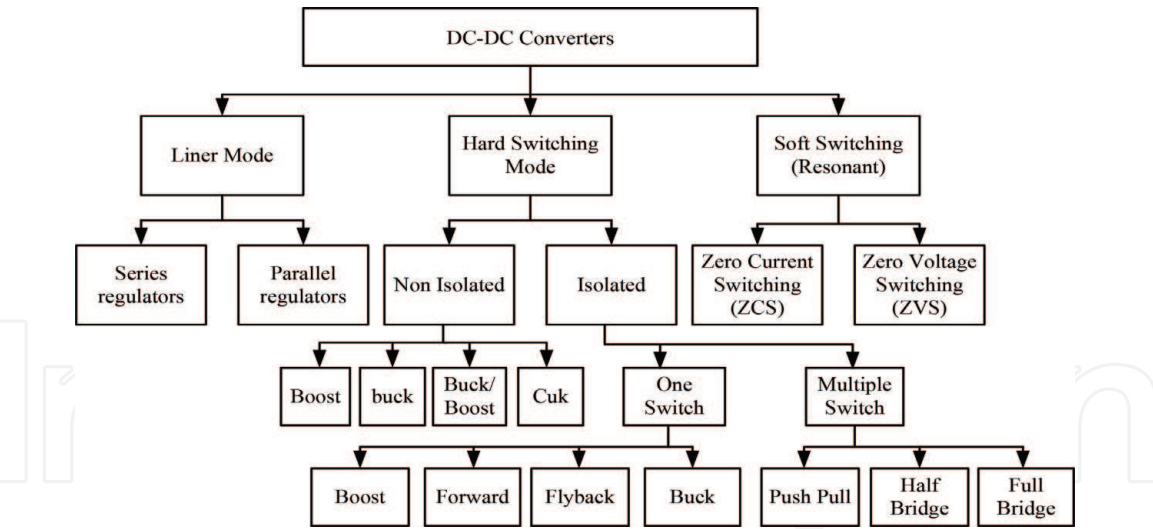 DC-DC Converters
Liner Mode
Hard Switching
Mode
Soft Switching
(Resonant)
Series
regulators
Parallel
regulators
Non Isolated
Isolated
Zero Current
Switching
(ZCS)
Zero Voltage
Switching
(ZVS)
Boost
buck
Buck/
Boost
Cuk
One
Switch
Multiple
Switch
Boost
Forward
Flyback
Buck
Push Pull
Half
Bridge
Full
Bridge